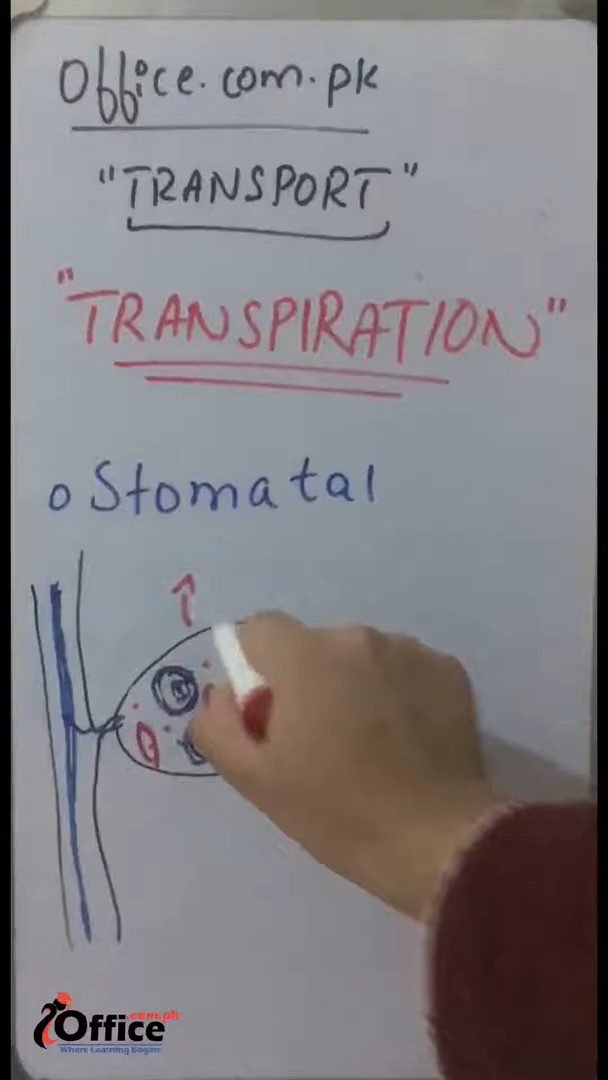 Office.com.pk
"TRANSPORT"
"TRANSPIRATION"
o Stomatal
Office.com.pk
Where Learning Begins